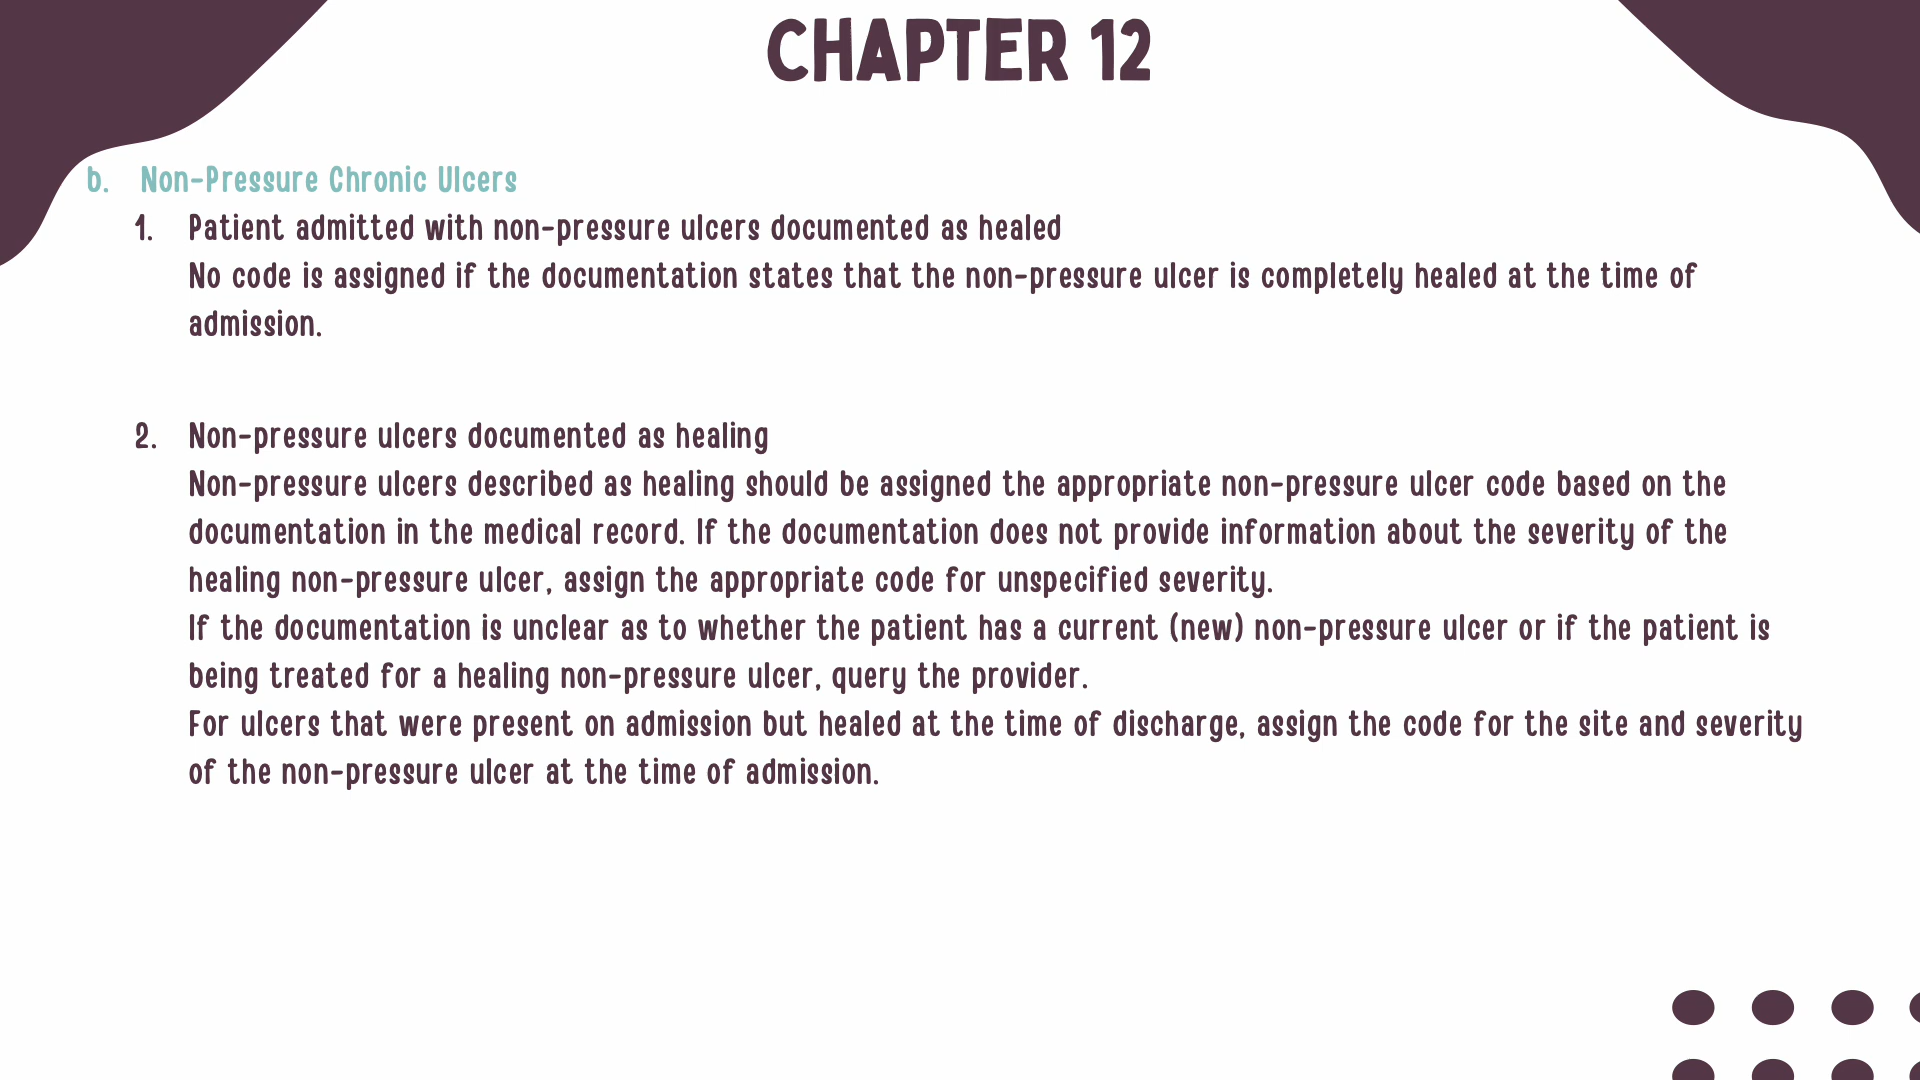 CHAPTER 12
b. Non-Pressure Chronic Ulcers
1. Patient admitted with non-pressure ulcers documented as healed
No code is assigned if the documentation states that the non-pressure ulcer is completely healed at the time of
admission.
2. Non-pressure ulcers documented as healing
Non-pressure ulcers described as healing should be assigned the appropriate non-pressure ulcer code based on the
documentation in the medical record. If the documentation does not provide information about the severity of the
healing non-pressure ulcer, assign the appropriate code for unspecified severity.
If the documentation is unclear as to whether the patient has a current (new) non-pressure ulcer or if the patient is
being treated for a healing non-pressure ulcer, query the provider.
For ulcers that were present on admission but healed at the time of discharge, assign the code for the site and severity
of the non-pressure ulcer at the time of admission.